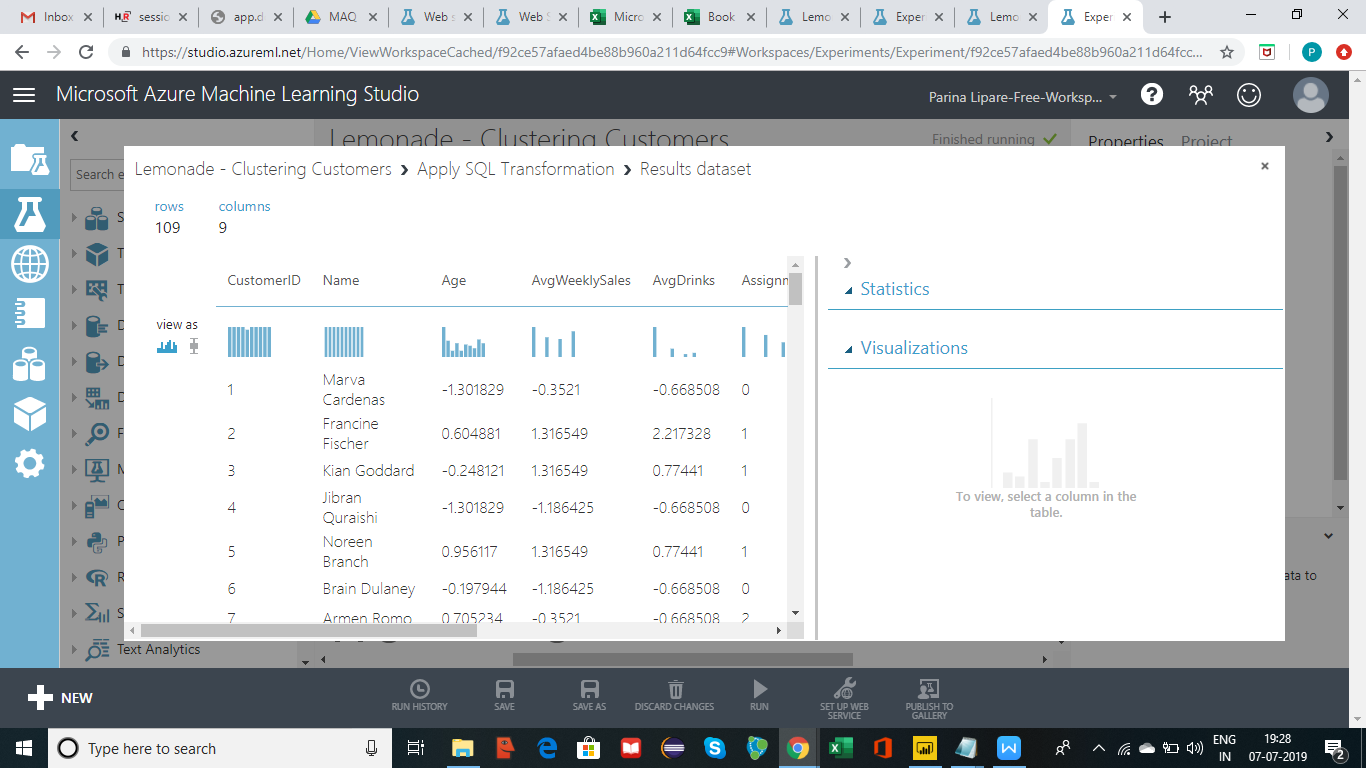 Inbox
sessio
app.d
MAQ
Web s
Web S
Micro
Book
Lemo
Exper
Lemo
Exper
https://studio.azureml.net/Home/ViewWorkspaceCached/f92ce57afaed4be88b960a211d64fcc9#Workspaces/Experiments/Experiment/f92ce57afaed4be88b960a211d64fcc...
P
Microsoft Azure Machine Learning Studio
Parina Lipare-Free-Worksp...
Lemonade - Clustering Customers
Finished running
Properties Project
Search e
Lemonade - Clustering Customers > Apply SQL Transformation > Results dataset
rows columns
109 9
CustomerID Name Age AvgWeeklySales AvgDrinks Assignm
view as
1 Marva Cardenas -1.301829 -0.3521 -0.668508 0
2 Francine Fischer 0.604881 1.316549 2.217328 1
3 Kian Goddard -0.248121 1.316549 0.77441 1
4 Jibran Quraishi -1.301829 -1.186425 -0.668508 0
5 Noreen Branch 0.956117 1.316549 0.77441 1
6 Brain Dulaney -0.197944 -1.186425 -0.668508 0
7 Armen Romo 0.705234 -0.3521 -0.668508 2
Statistics
Visualizations
To view, select a column in the
table.
ata to
Text Analytics
NEW
RUN HISTORY
SAVE
SAVE AS
DISCARD CHANGES
RUN
SET UP WEB
SERVICE
PUBLISH TO
GALLERY
Type here to search
ENG
IN
19:28
07-07-2019
2